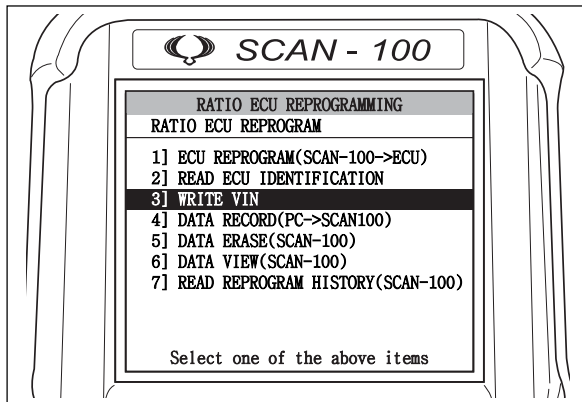 SCAN - 100
RATIO ECU REPROGRAMMING
RATIO ECU REPROGRAM
1] ECU REPROGRAM(SCAN-100->ECU)
2] READ ECU IDENTIFICATION
3] WRITE VIN
4] DATA RECORD(PC->SCAN100)
5] DATA ERASE(SCAN-100)
6] DATA VIEW(SCAN-100)
7] READ REPROGRAM HISTORY(SCAN-100)
Select one of the above items